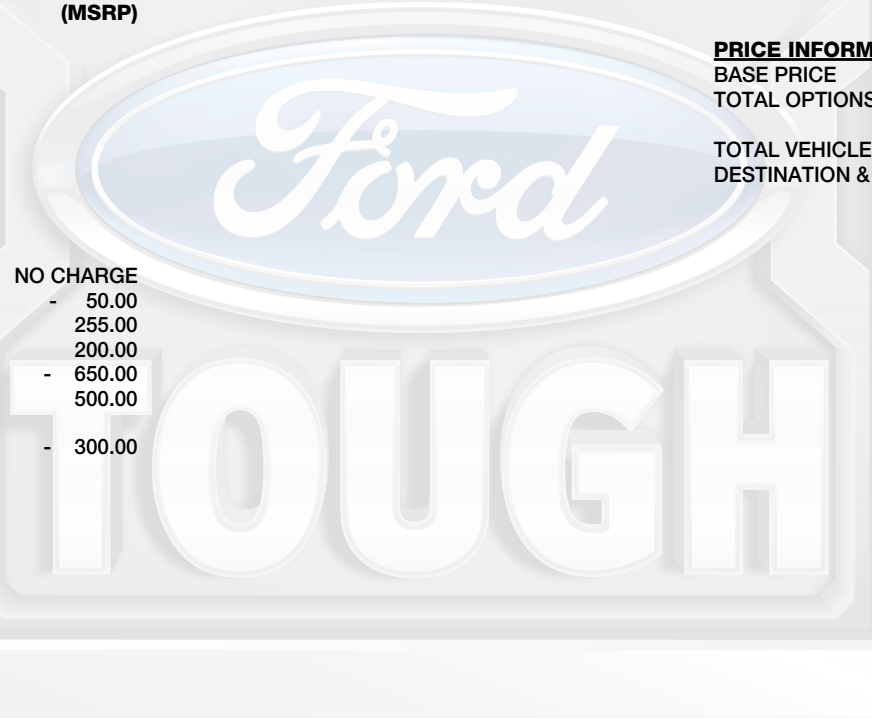 (MSRP)
PRICE INFORM
BASE PRICE
TOTAL OPTIONS
TOTAL VEHICLE
DESTINATION &
Ford
NO CHARGE
- 50.00
255.00
200.00
- 650.00
500.00
- 300.00
TOUGH